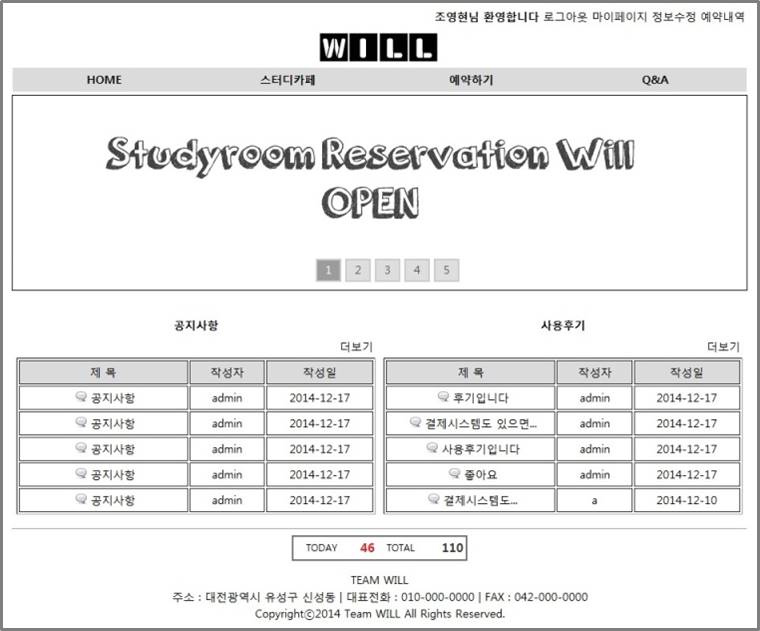 조영현님 환영합니다 로그아웃 마이페이지 정보수정 예약내역
WILL
HOME 스터디카페 예약하기 Q&A
Studyroom Reservation Will
OPEN
1 2 3 4 5
공지사항
더보기
제 목 작성자 작성일
공지사항 admin 2014-12-17
공지사항 admin 2014-12-17
공지사항 admin 2014-12-17
공지사항 admin 2014-12-17
공지사항 admin 2014-12-17
사용후기
더보기
제 목 작성자 작성일
후기입니다 admin 2014-12-17
결제시스템도 있으면... admin 2014-12-17
사용후기입니다 admin 2014-12-17
좋아요 admin 2014-12-17
결제시스템도... a 2014-12-10
TODAY 46 TOTAL 110
TEAM WILL
주소 : 대전광역시 유성구 신성동 | 대표전화 : 010-000-0000 | FAX : 042-000-0000
Copyrightⓒ2014 Team WILL All Rights Reserved.